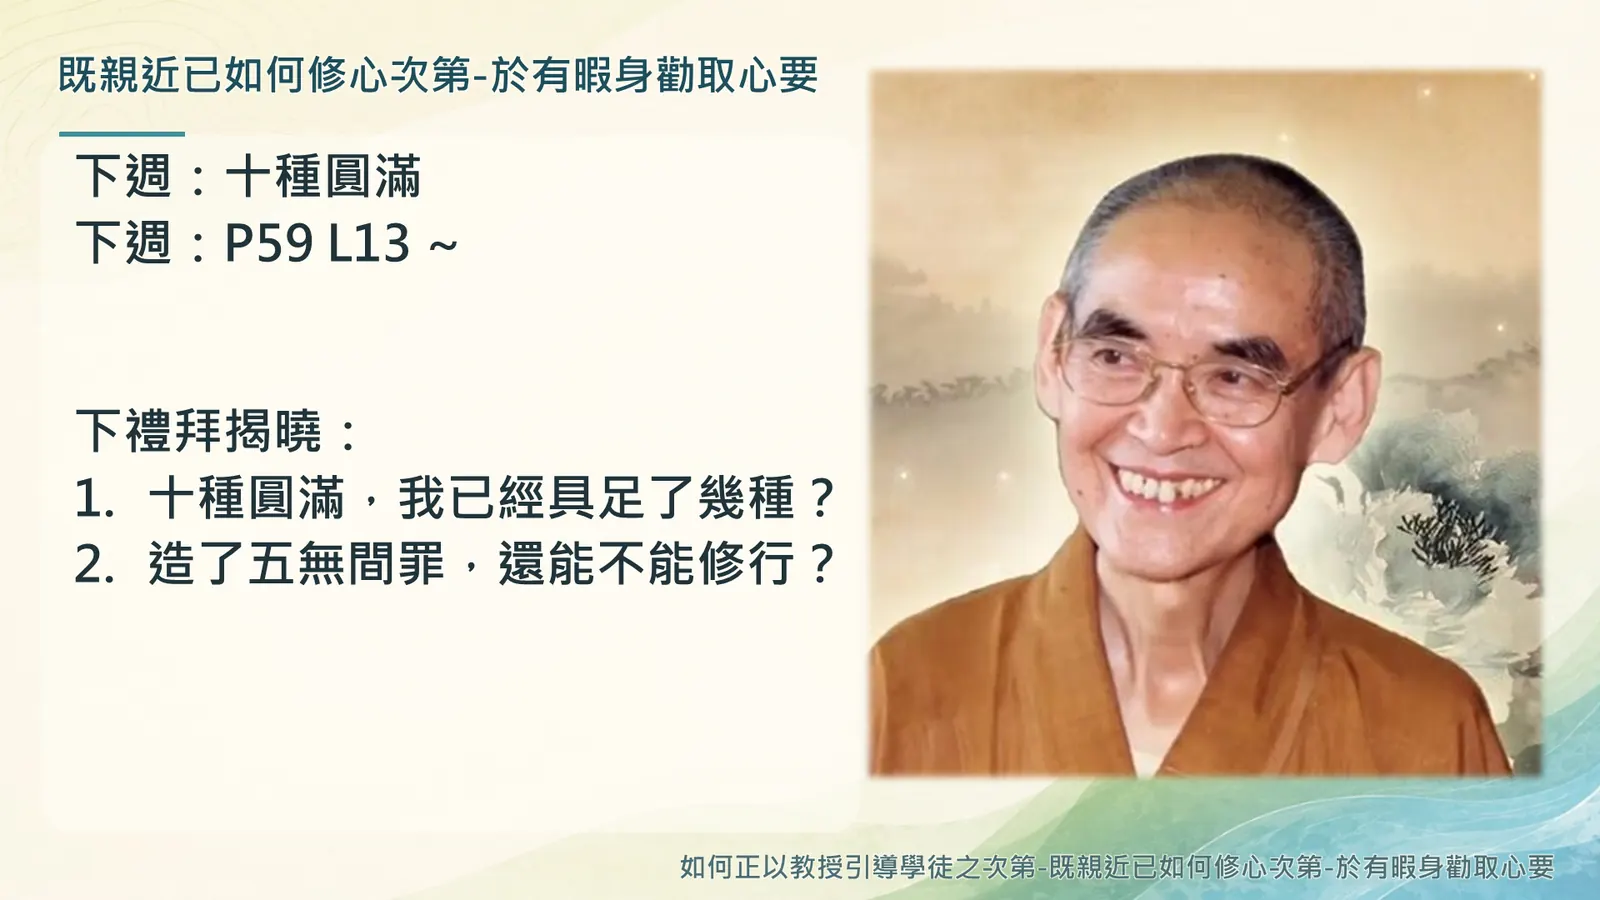 既親近已如何修心次第-於有暇身勸取心要
下週：十種圓滿
下週：P59 L13 ~
下禮拜揭曉：
1. 十種圓滿，我已經具足了幾種？
2. 造了五無間罪，還能不能修行？
如何正以教授引導學徒之次第-既親近已如何修心次第-於有暇身勸取心要